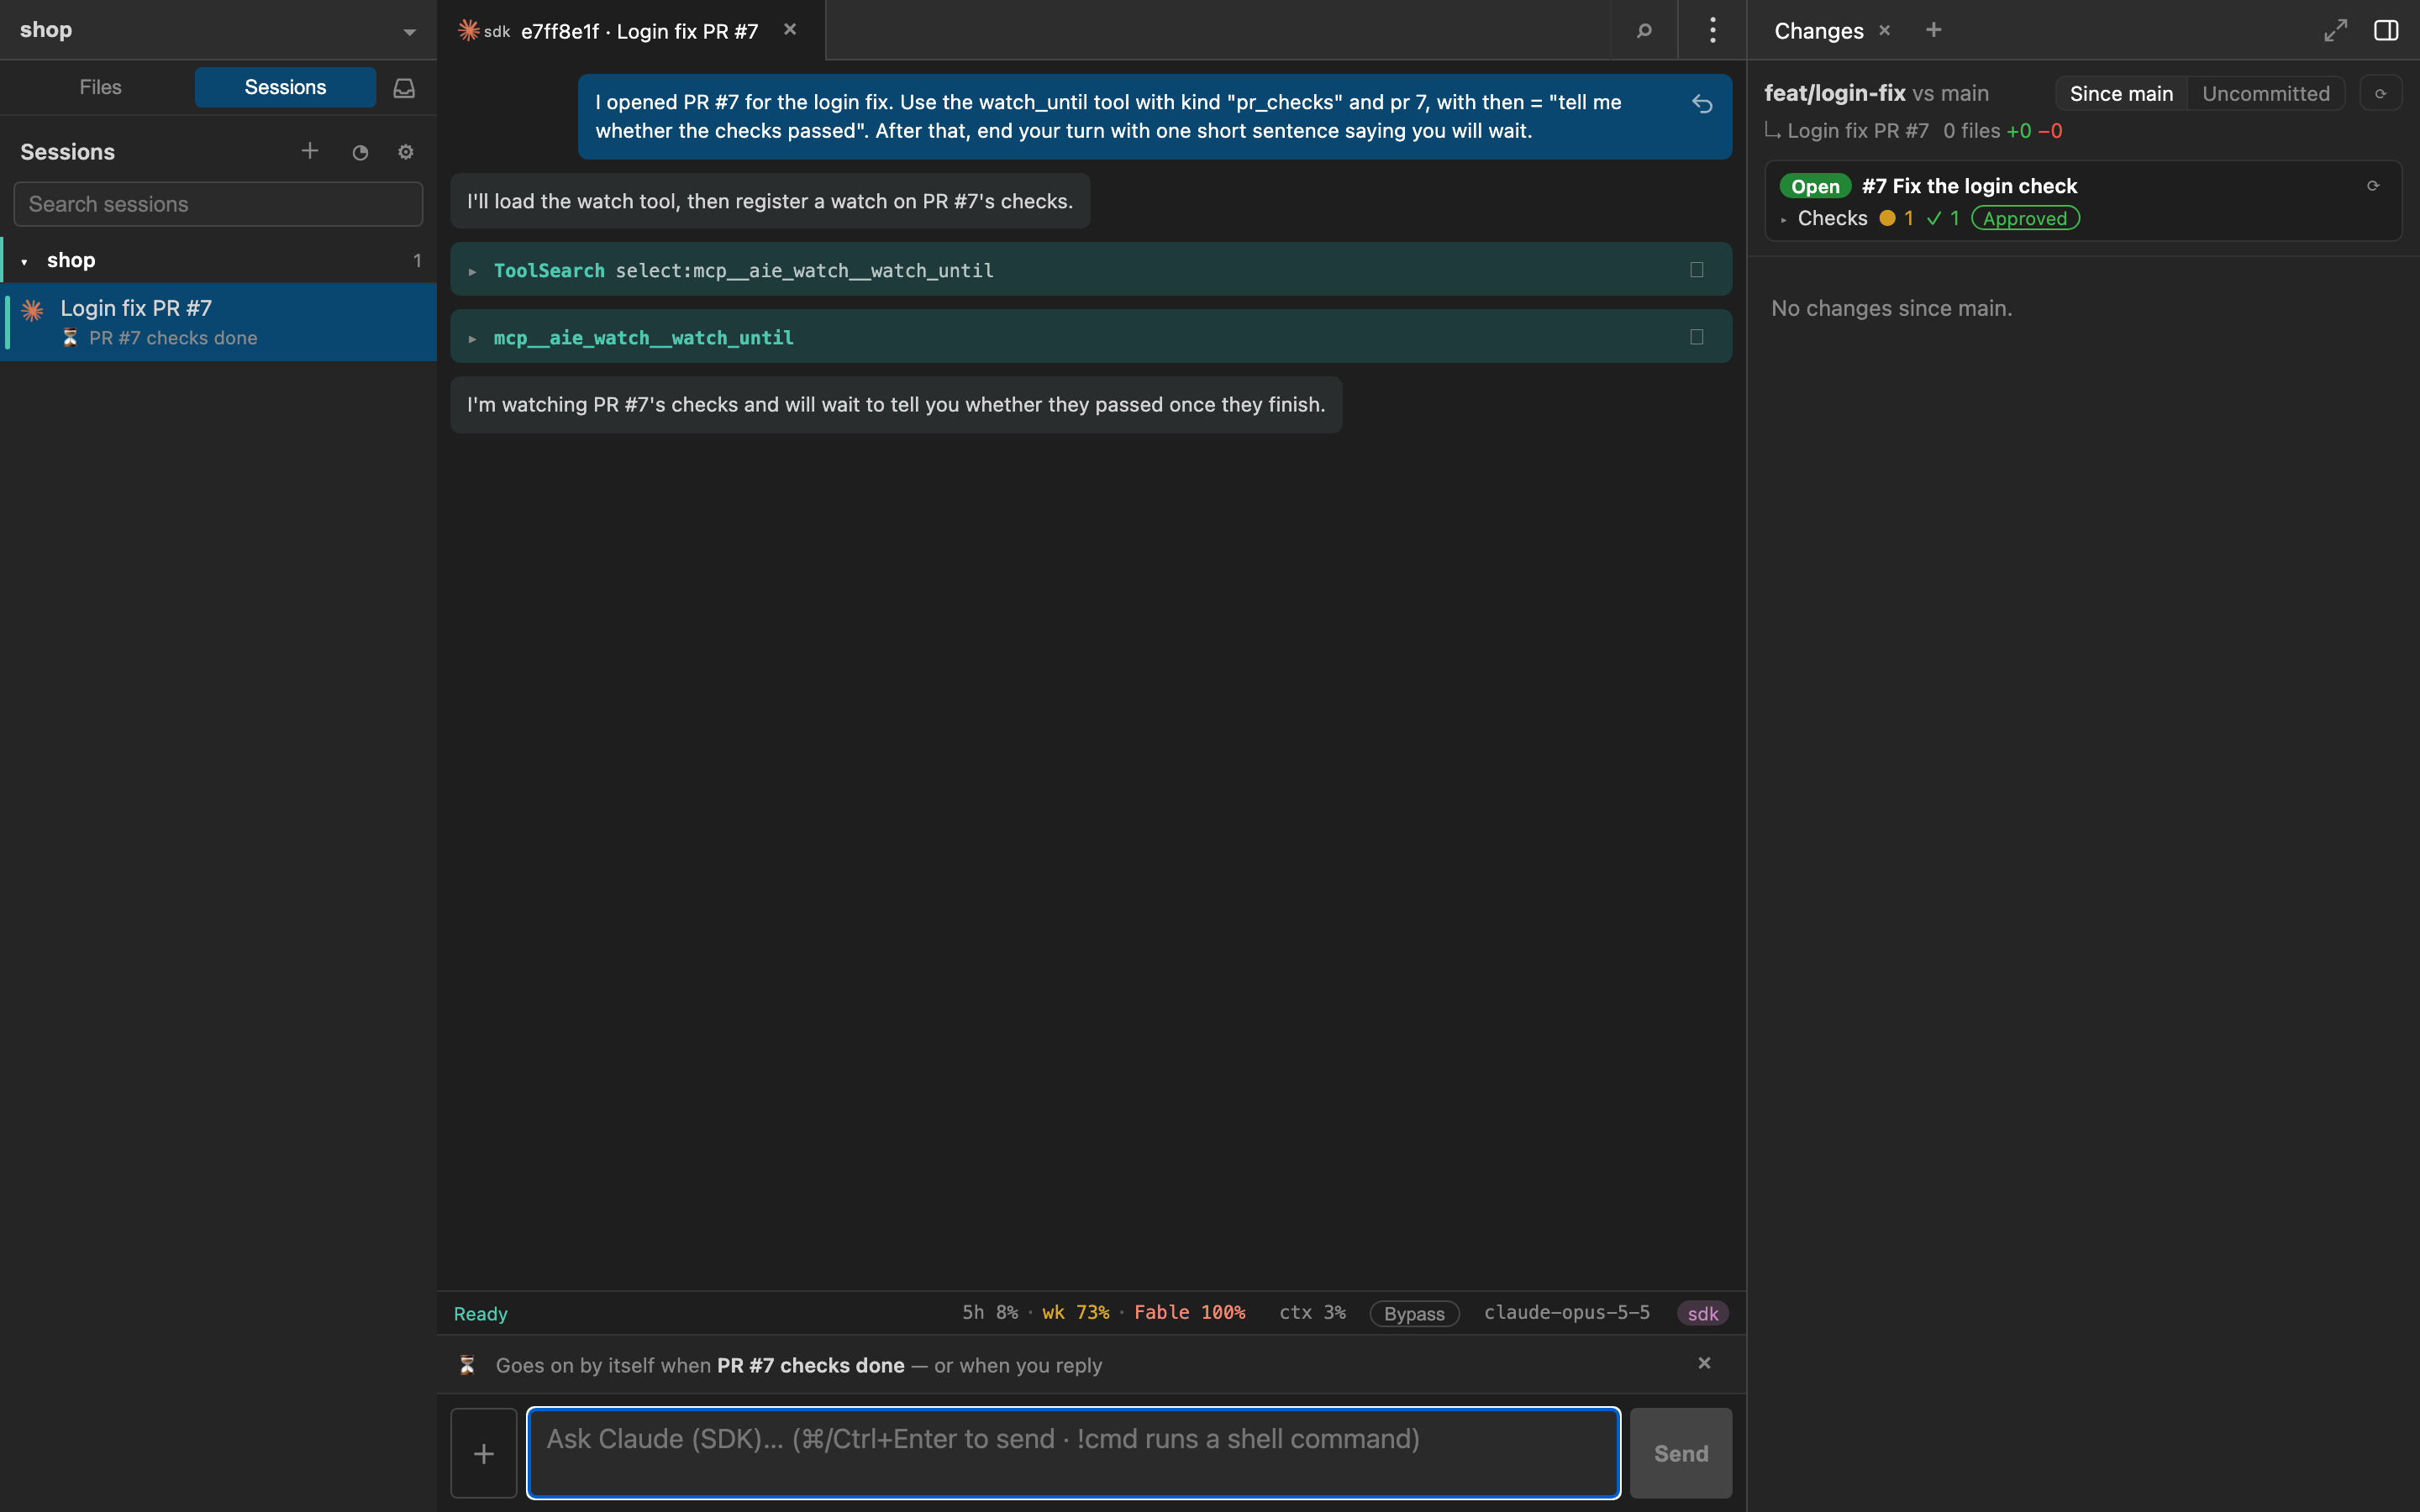 shop
Files
Sessions
Sessions
Search sessions
shop
1
Login fix PR #7
PR #7 checks done
sdk e7ff8e1f · Login fix PR #7
I opened PR #7 for the login fix. Use the watch_until tool with kind "pr_checks" and pr 7, with then = "tell me
whether the checks passed". After that, end your turn with one short sentence saying you will wait.
I'll load the watch tool, then register a watch on PR #7's checks.
ToolSearch select:mcp__aie_watch__watch_until
mcp__aie_watch__watch_until
I'm watching PR #7's checks and will wait to tell you whether they passed once they finish.
Ready
5h 8% · wk 73% · Fable 100% ctx 3% Bypass claude-opus-5-5 sdk
Goes on by itself when PR #7 checks done — or when you reply
Ask Claude (SDK)... (⌘/Ctrl+Enter to send · !cmd runs a shell command)
Send
Changes
feat/login-fix vs main
Since main Uncommitted
Login fix PR #7 0 files +0 −0
Open #7 Fix the login check
Checks 1 ✓ 1 Approved
No changes since main.